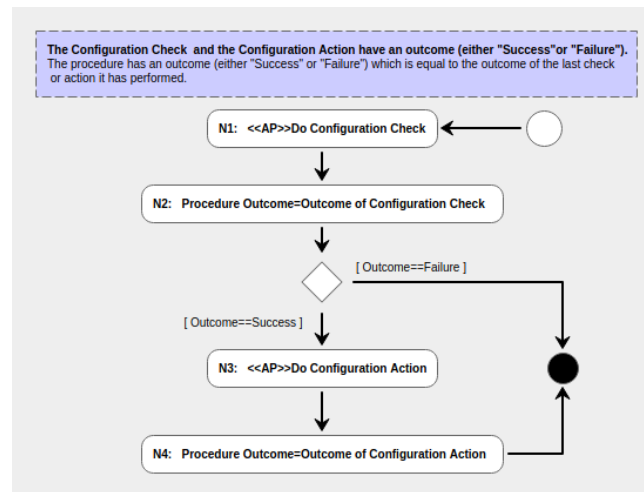 The Configuration Check and the Configuration Action have an outcome (either "Success"or "Failure").
The procedure has an outcome (either "Success" or "Failure") which is equal to the outcome of the last check
or action it has performed.
N1: <<AP>>Do Configuration Check
N2: Procedure Outcome=Outcome of Configuration Check
[ Outcome==Failure ]
[ Outcome==Success ]
N3: <<AP>>Do Configuration Action
N4: Procedure Outcome=Outcome of Configuration Action